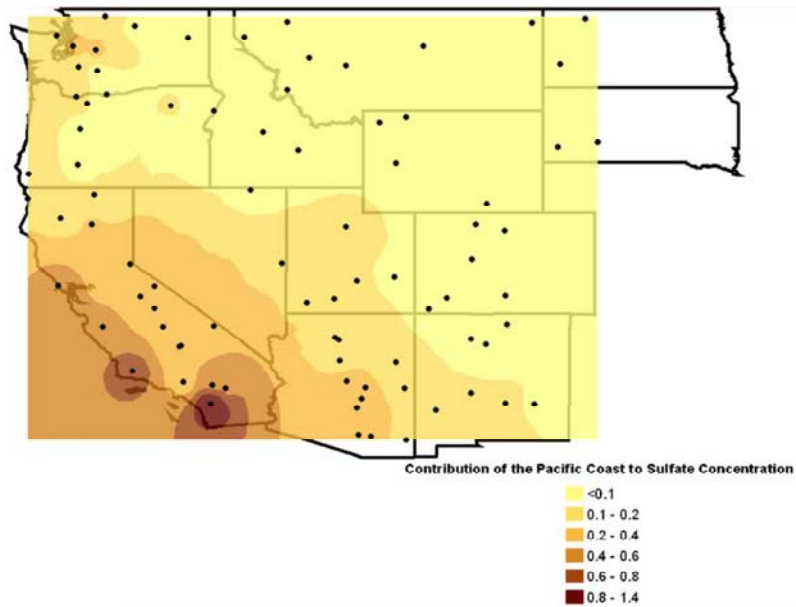 Contribution of the Pacific Coast to Sulfate Concentration
<0.1
0.1 - 0.2
0.2 - 0.4
0.4 - 0.6
0.6 - 0.8
0.8 - 1.4